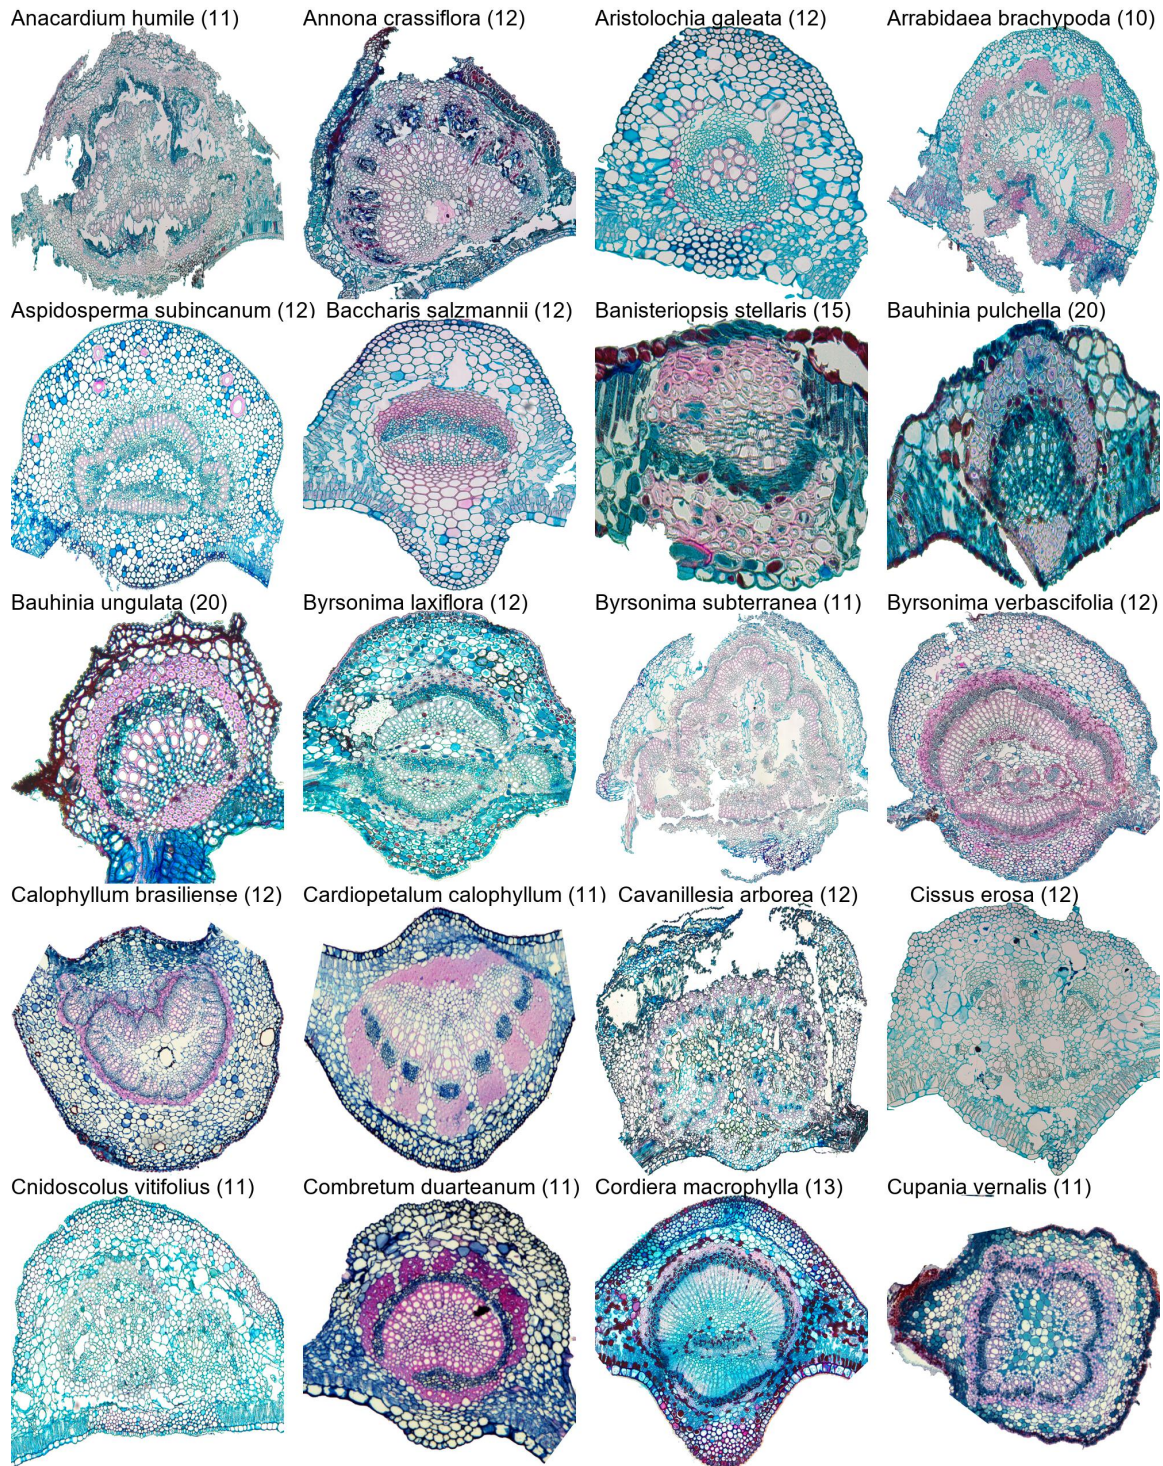 Anacardium humile (11)
Annona crassiflora (12)
Aristolochia galeata (12)
Arrabidaea brachypoda (10)
Aspidosperma subincanum (12)
Baccharis salzmannii (12)
Banisteriopsis stellaris (15)
Bauhinia pulchella (20)
Bauhinia ungulata (20)
Byrsonima laxiflora (12)
Byrsonima subterranea (11)
Byrsonima verbascifolia (12)
Calophyllum brasiliense (12)
Cardiopetalum calophyllum (11)
Cavanillesia arborea (12)
Cissus erosa (12)
Cnidoscolus vitifolius (11)
Combretum duarteanum (11)
Cordiera macrophylla (13)
Cupania vernalis (11)